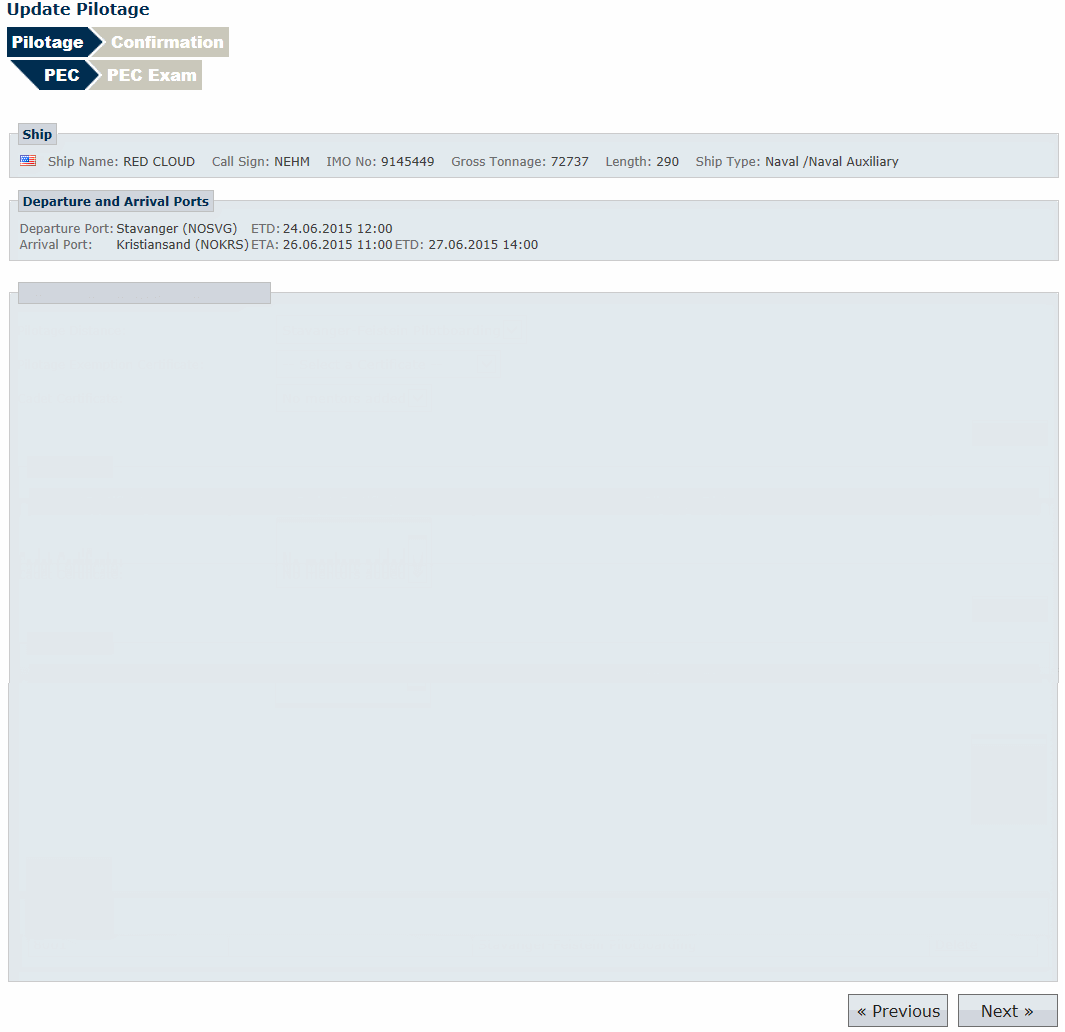 Update Pilotage
Pilotage Confirmation
PEC PEC Exam
Ship
Ship Name: RED CLOUD Call Sign: NEHM IMO No: 9145449 Gross Tonnage: 72737 Length: 290 Ship Type: Naval /Naval Auxiliary
Departure and Arrival Ports
Departure Port: Stavanger (NOSVG) ETD: 24.06.2015 12:00
Arrival Port: Kristiansand (NOKRS) ETA: 26.06.2015 11:00 ETD: 27.06.2015 14:00
« Previous Next »